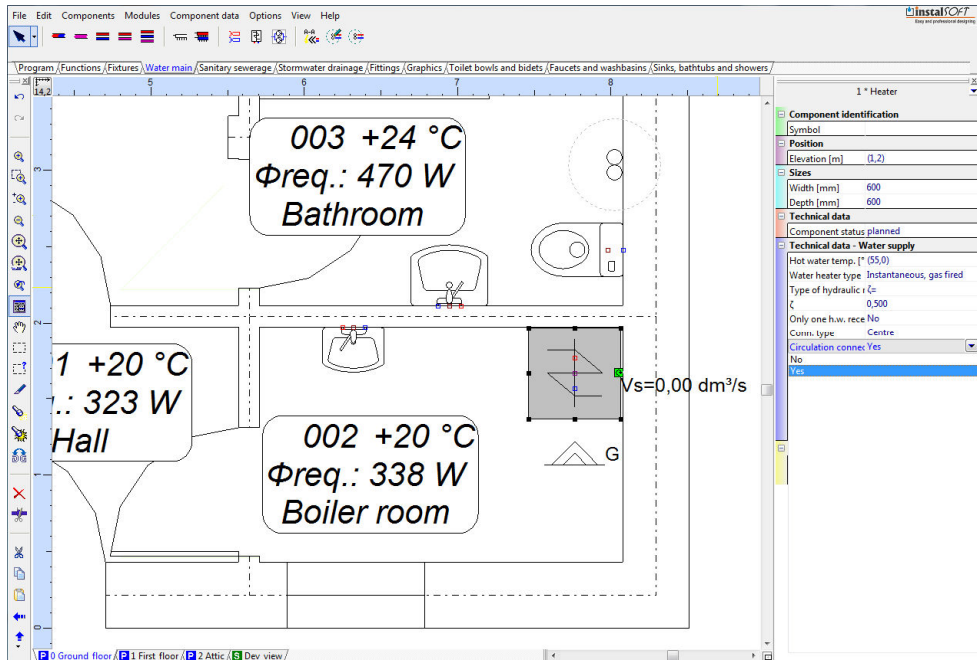 File Edit Components Modules Component data Options View Help
instalSOFT
Easy and professional designing
A-A
Program / Functions / Fixtures / Water main / Sanitary sewerage / Stormwater drainage / Fittings / Graphics / Toilet bowls and bidets / Faucets and washbasins / Sinks, bathtubs and showers /
14,2
5 6 7 8
3
2
1
0
003 +24 °C
Φreq.: 470 W
Bathroom
1 +20 °C
.: 323 W
Hall
002 +20 °C
Φreq.: 338 W
Boiler room
Vs=0,00 dm³/s
G
1 * Heater
Component identification
Symbol
Position
Elevation [m] (1,2)
Sizes
Width [mm] 600
Depth [mm] 600
Technical data
Component status planned
Technical data - Water supply
Hot water temp. [° (55,0)
Water heater type Instantaneous, gas fired
Type of hydraulic r ζ=
ζ 0,500
Only one h.w. rece No
Conn. type Centre
Circulation connec Yes
No
Yes
P 0 Ground floor / P 1 First floor / P 2 Attic / S Dev view /